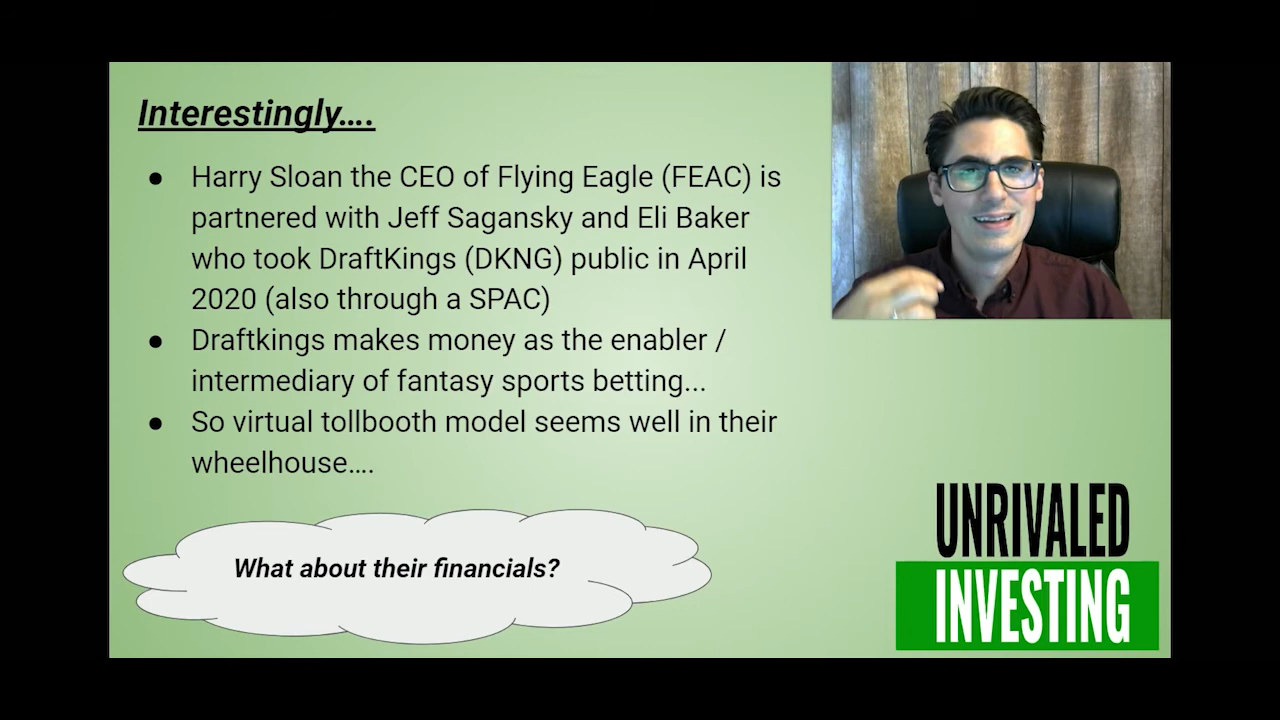 Interestingly....
● Harry Sloan the CEO of Flying Eagle (FEAC) is
partnered with Jeff Sagansky and Eli Baker
who took DraftKings (DKNG) public in April
2020 (also through a SPAC)
● Draftkings makes money as the enabler /
intermediary of fantasy sports betting...
● So virtual tollbooth model seems well in their
wheelhouse....
What about their financials?
UNRIVALED
INVESTING